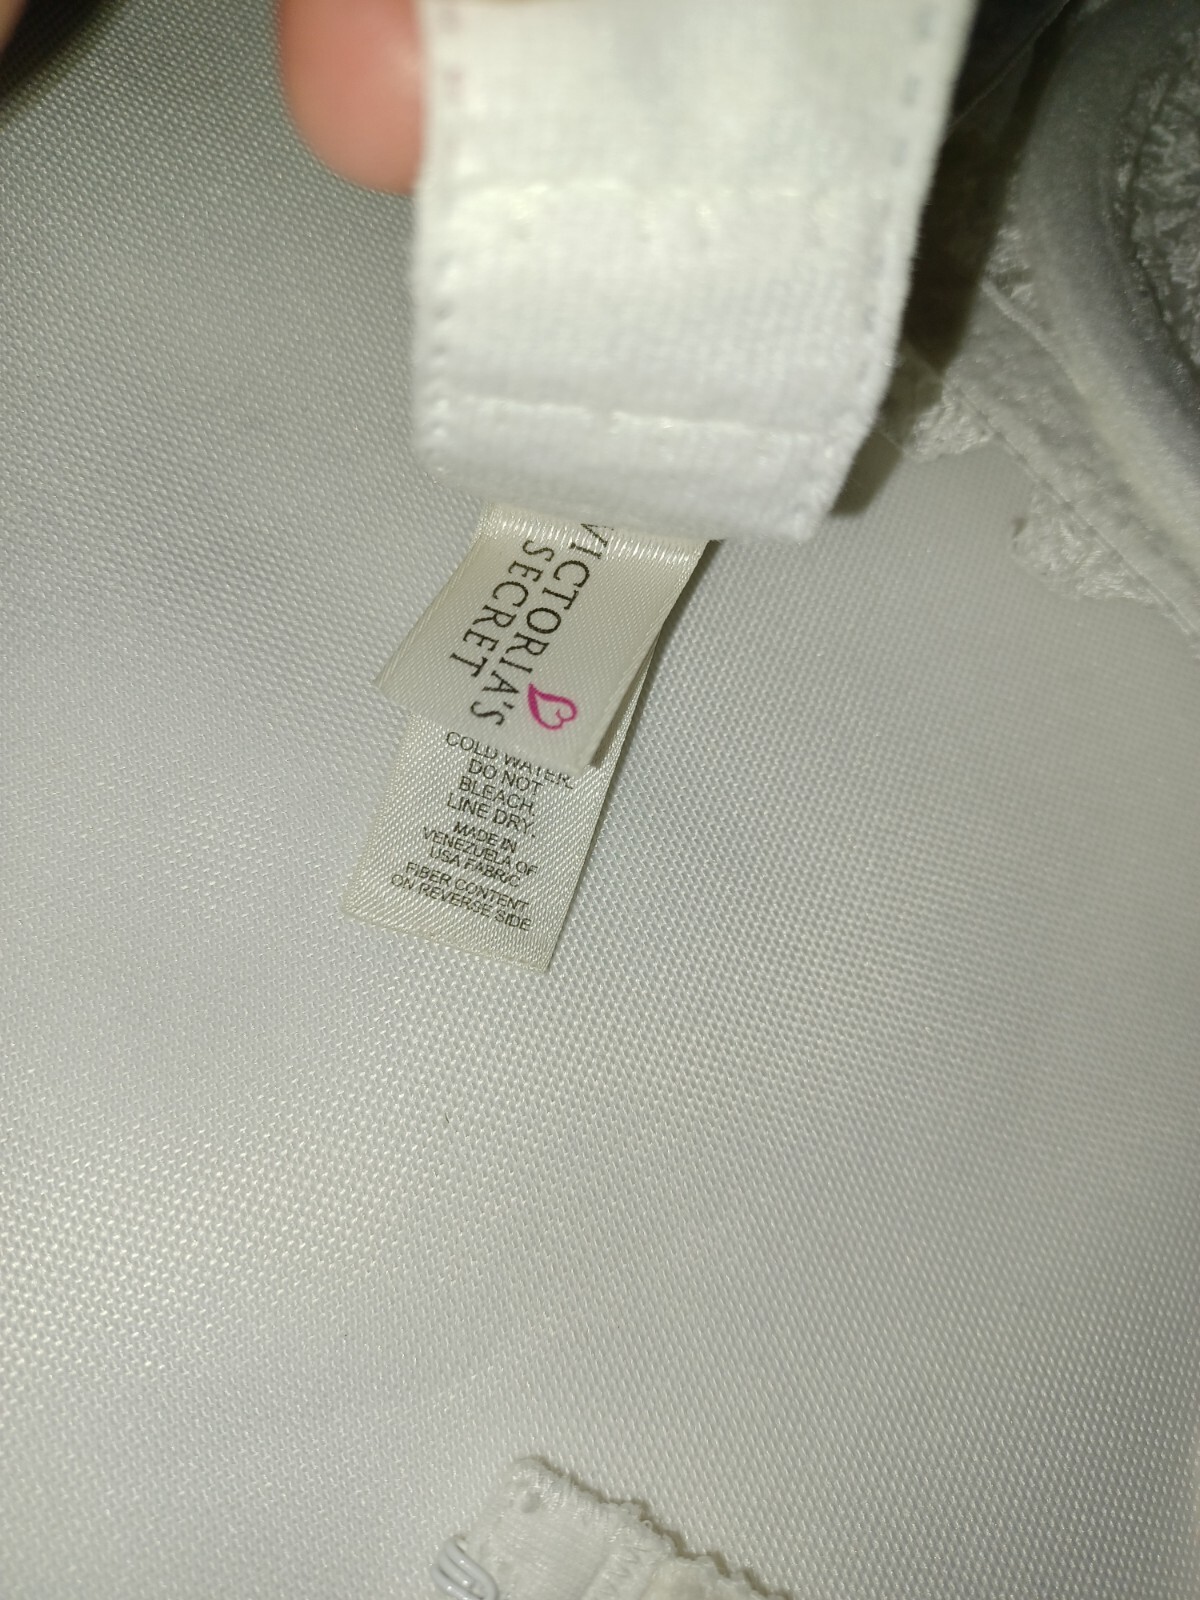 VICTORIA'S
SECRET
COLD WATER.
DO NOT
BLEACH.
LINE DRY.
MADE IN
VENEZUELA OF
USA FABRIC
FIBER CONTENT
ON REVERSE SIDE